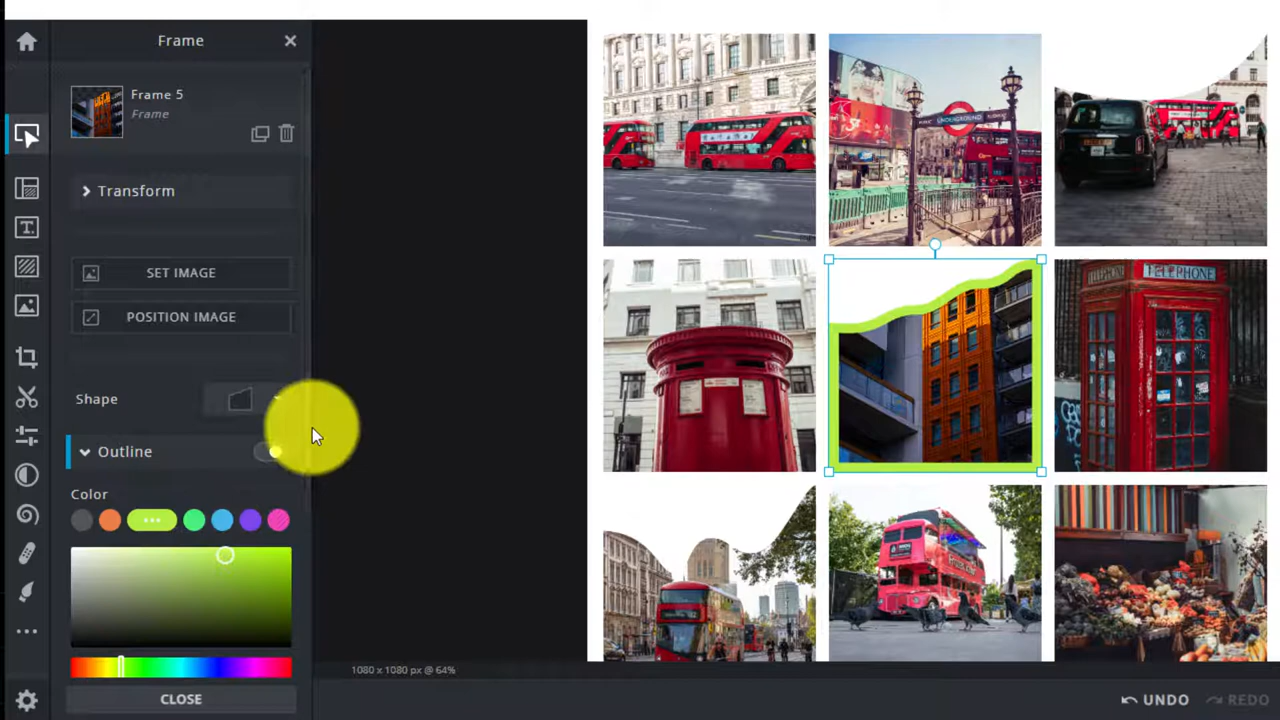 Frame
Frame 5
Frame
Transform
SET IMAGE
POSITION IMAGE
Shape
Outline
Color
CLOSE
1080 x 1080 px @ 64%
UNDO
REDO
UNDERGROUND
TELEPHONE
TELEPHONE